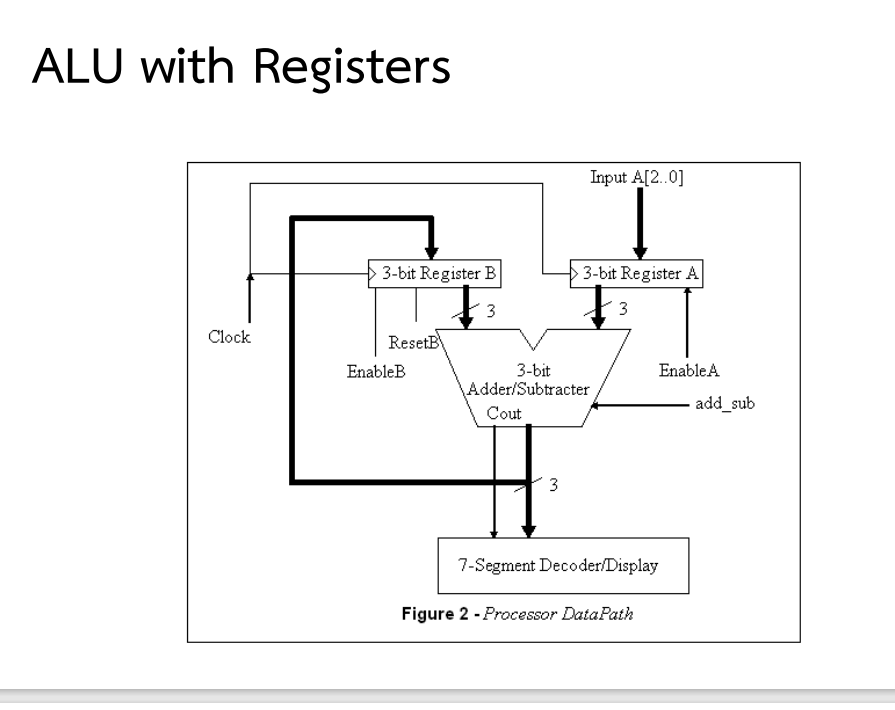 ALU with Registers
Input A[2..0]
3-bit Register B
3-bit Register A
3
3
Clock
ResetB
EnableB
3-bit
Adder/Subtracter
Cout
EnableA
add_sub
3
7-Segment Decoder/Display
Figure 2 - Processor DataPath